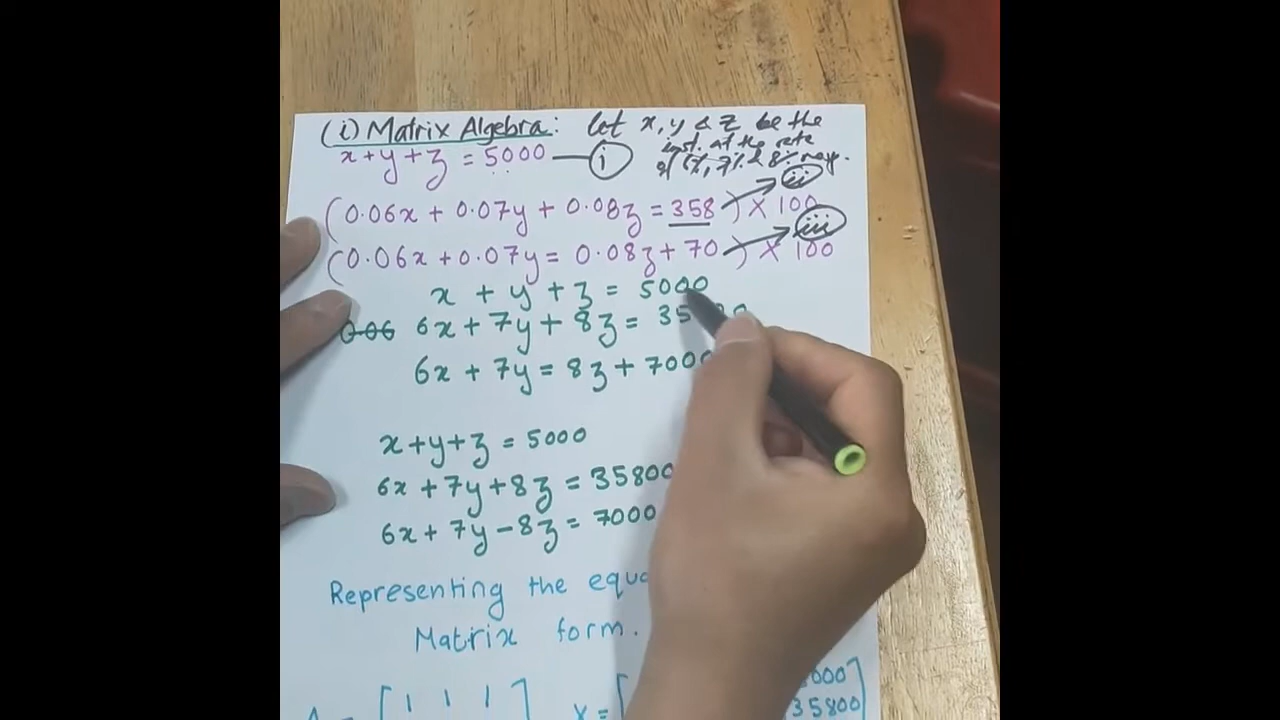 (i) Matrix Algebra: let x, y & z be the
inst. at the rate
x+y+z = 5000 — i
of 6%, 7% & 8% resp.
ii
(0.06x + 0.07y + 0.08z = 358) × 100
iii
(0.06x + 0.07y = 0.08z + 70) × 100
x + y + z = 5000
0.06 6x + 7y + 8z = 35
6x + 7y = 8z + 7000
x+y+z = 5000
6x + 7y + 8z = 35800
6x + 7y − 8z = 7000
Representing the
Matrix form.
1 1 1 X = [ 000
35800